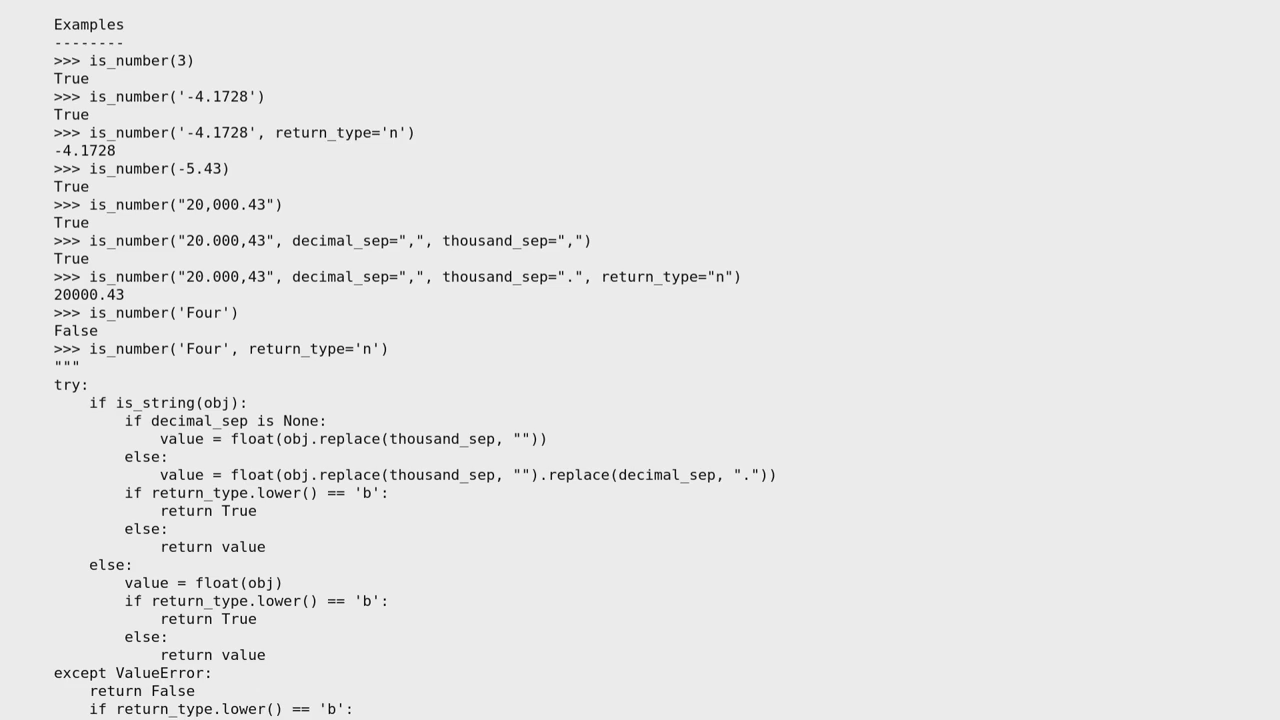 Examples
--------
>>> is_number(3)
True
>>> is_number('-4.1728')
True
>>> is_number('-4.1728', return_type='n')
-4.1728
>>> is_number(-5.43)
True
>>> is_number("20,000.43")
True
>>> is_number("20.000,43", decimal_sep=",", thousand_sep=",")
True
>>> is_number("20.000,43", decimal_sep=",", thousand_sep=".", return_type="n")
20000.43
>>> is_number('Four')
False
>>> is_number('Four', return_type='n')
"""
try:
    if is_string(obj):
        if decimal_sep is None:
            value = float(obj.replace(thousand_sep, ""))
        else:
            value = float(obj.replace(thousand_sep, "").replace(decimal_sep, "."))
        if return_type.lower() == 'b':
            return True
        else:
            return value
    else:
        value = float(obj)
        if return_type.lower() == 'b':
            return True
        else:
            return value
except ValueError:
    return False
    if return_type.lower() == 'b':